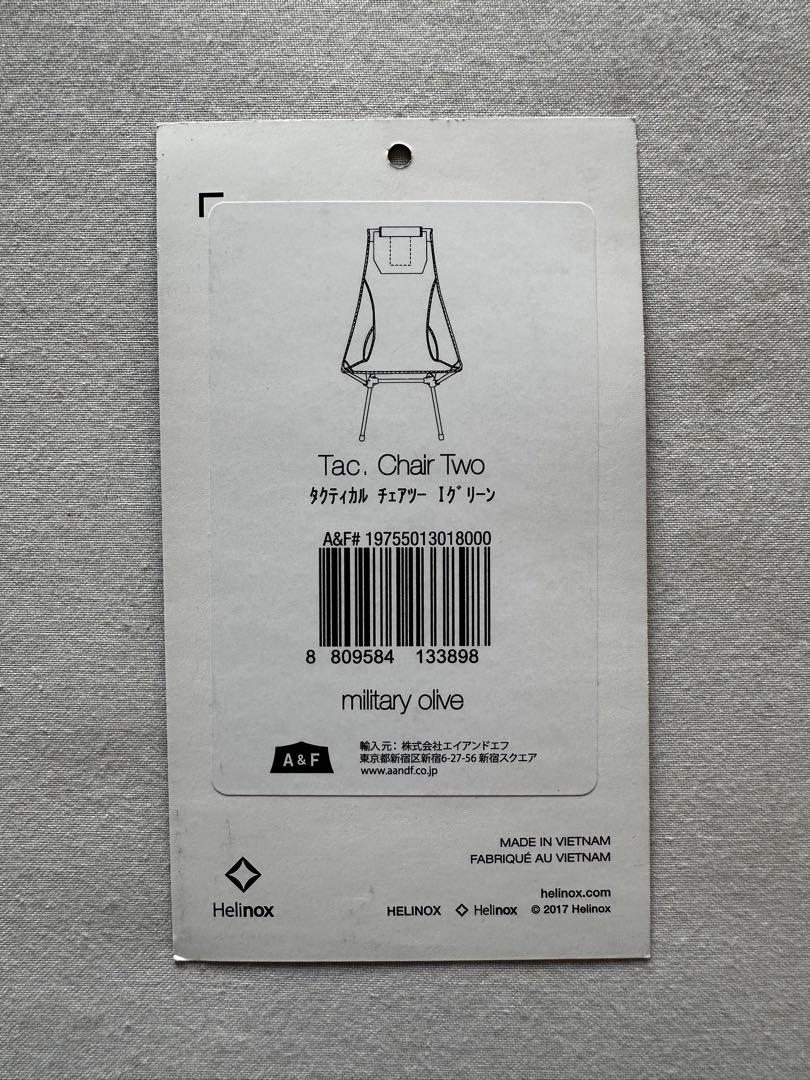 Tac. Chair Two
ﾀｸﾃｨｶﾙ ﾁｪｱﾂｰ Iｸﾞﾘｰﾝ
A&F# 19755013018000
8 809584 133898
military olive
A & F
輸入元：株式会社エイアンドエフ
東京都新宿区新宿6-27-56 新宿スクエア
www.aandf.co.jp
MADE IN VIETNAM
FABRIQUÉ AU VIETNAM
Helinox
helinox.com
HELINOX Helinox © 2017 Helinox